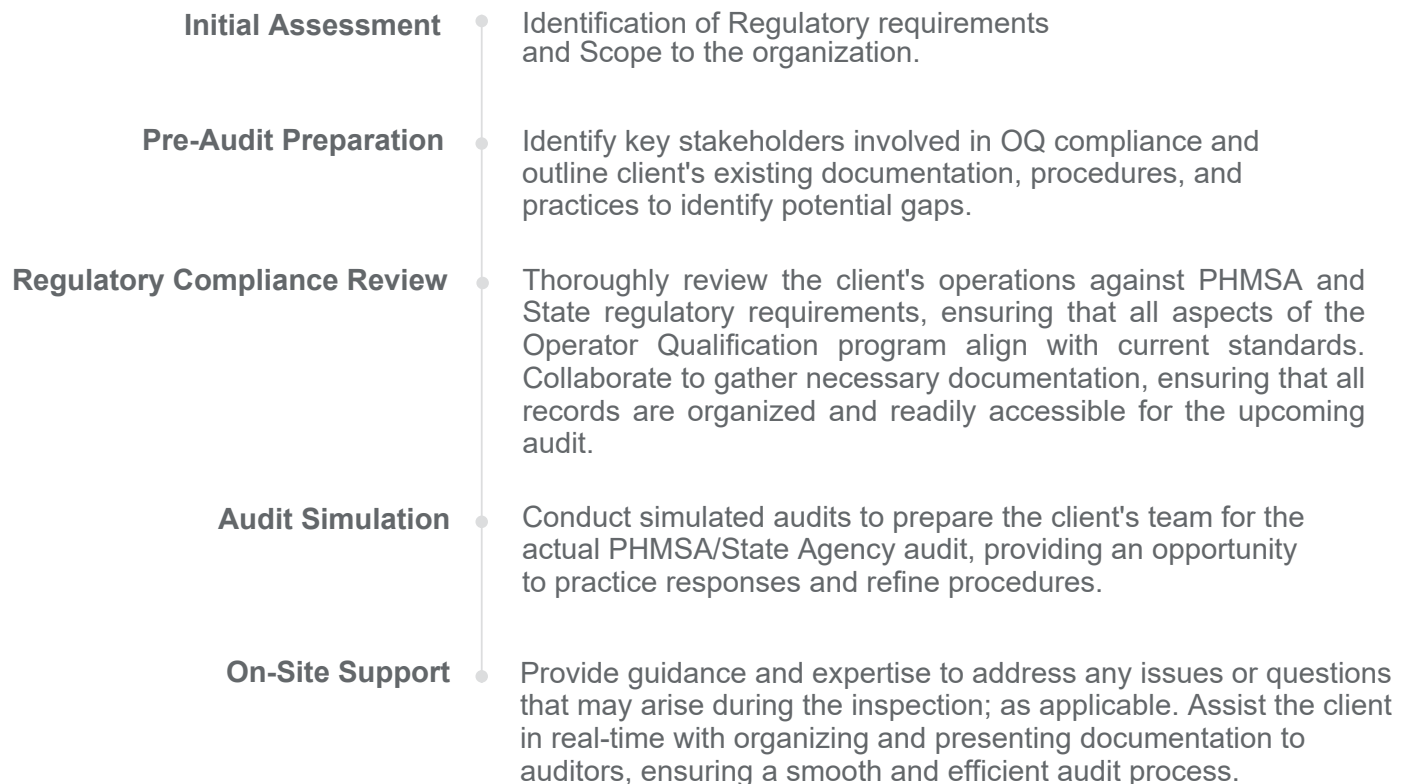 Initial Assessment
Identification of Regulatory requirements
and Scope to the organization.
Pre-Audit Preparation
Identify key stakeholders involved in OQ compliance and
outline client's existing documentation, procedures, and
practices to identify potential gaps.
Regulatory Compliance Review
Thoroughly review the client's operations against PHMSA and
State regulatory requirements, ensuring that all aspects of the
Operator Qualification program align with current standards.
Collaborate to gather necessary documentation, ensuring that all
records are organized and readily accessible for the upcoming
audit.
Audit Simulation
Conduct simulated audits to prepare the client's team for the
actual PHMSA/State Agency audit, providing an opportunity
to practice responses and refine procedures.
On-Site Support
Provide guidance and expertise to address any issues or questions
that may arise during the inspection; as applicable. Assist the client
in real-time with organizing and presenting documentation to
auditors, ensuring a smooth and efficient audit process.